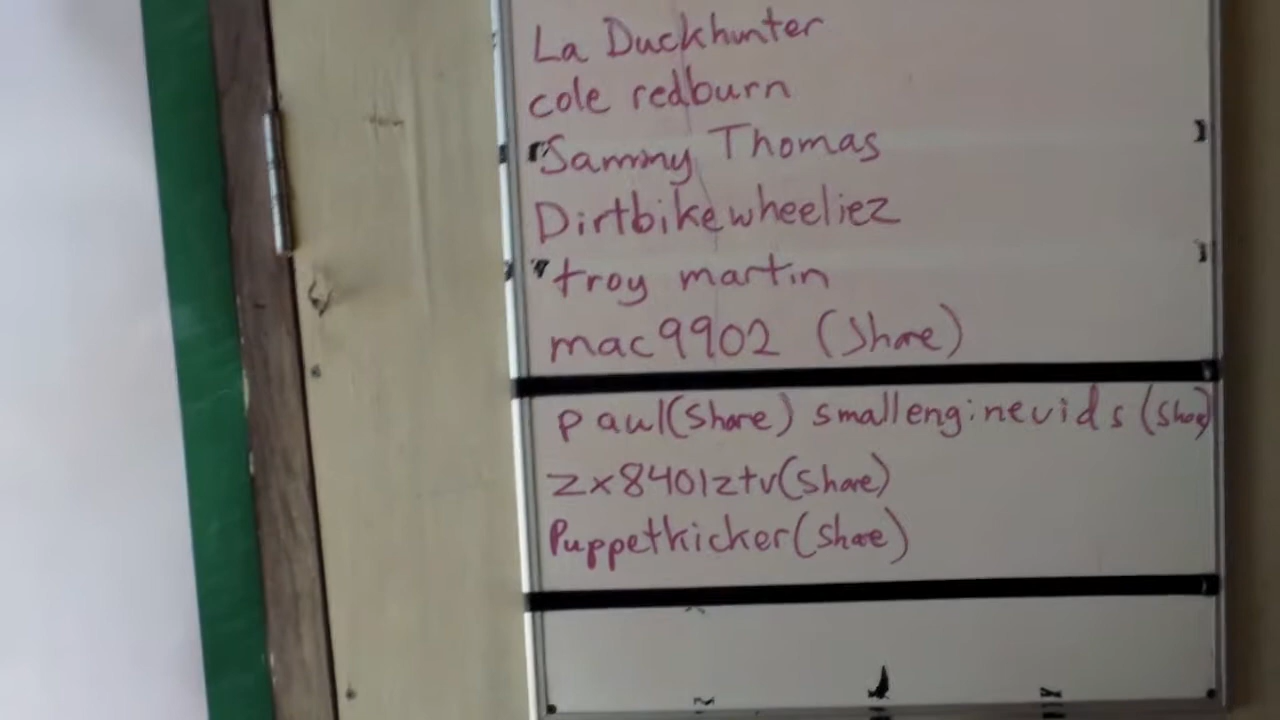 La Duckhunter
cole redburn
Sammy Thomas
Dirtbikewheeliez
troy martin
mac9902 (Share)
paul(Share) smallenginevids (Share)
zx8401ztv(Share)
Puppetkicker(Share)